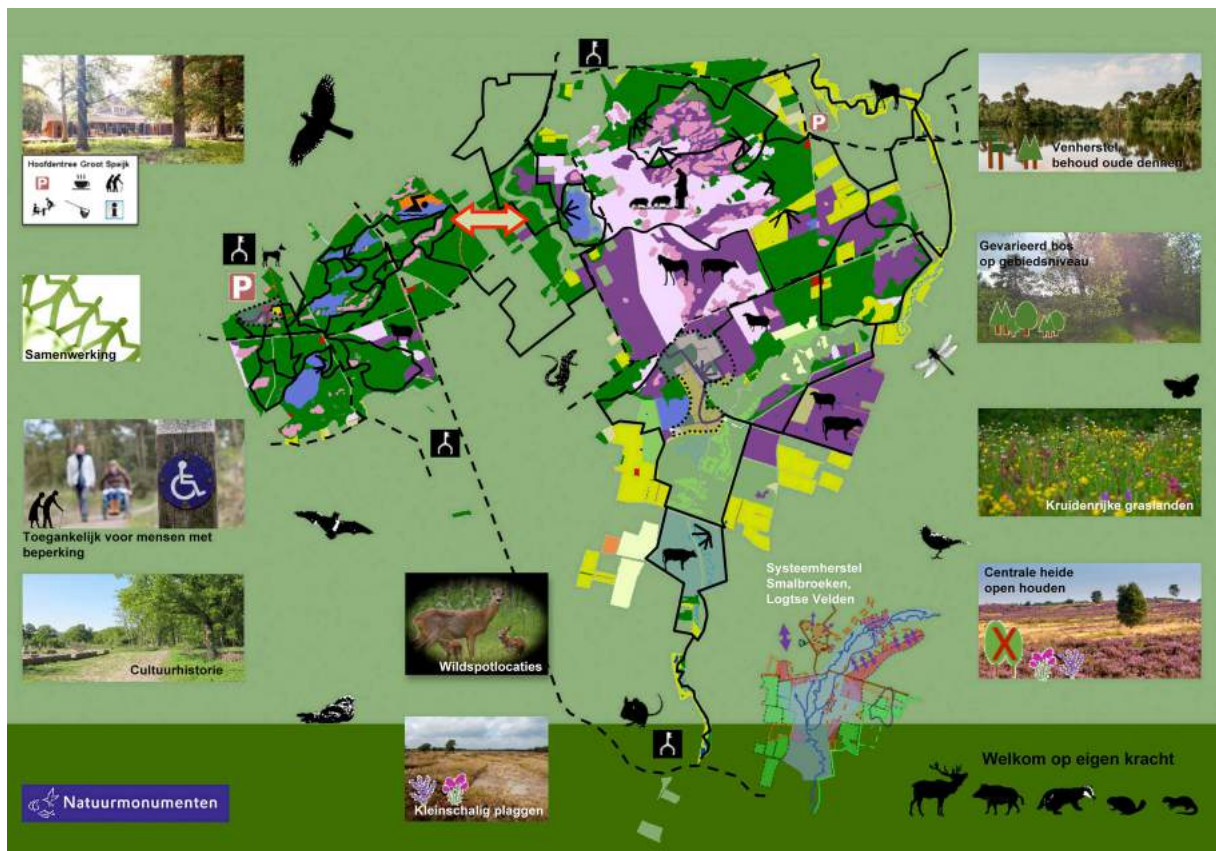 Hoofdentree Groot Speijk
P
i
Samenwerking
Toegankelijk voor mensen met
beperking
Cultuurhistorie
Natuurmonumenten
P
P
Wildspotlocaties
Kleinschalig plaggen
Systeemherstel
Smalbroeken,
Logtse Velden
Venherstel,
behoud oude dennen
Gevarieerd bos
op gebiedsniveau
Kruidenrijke graslanden
Centrale heide
open houden
X
Welkom op eigen kracht